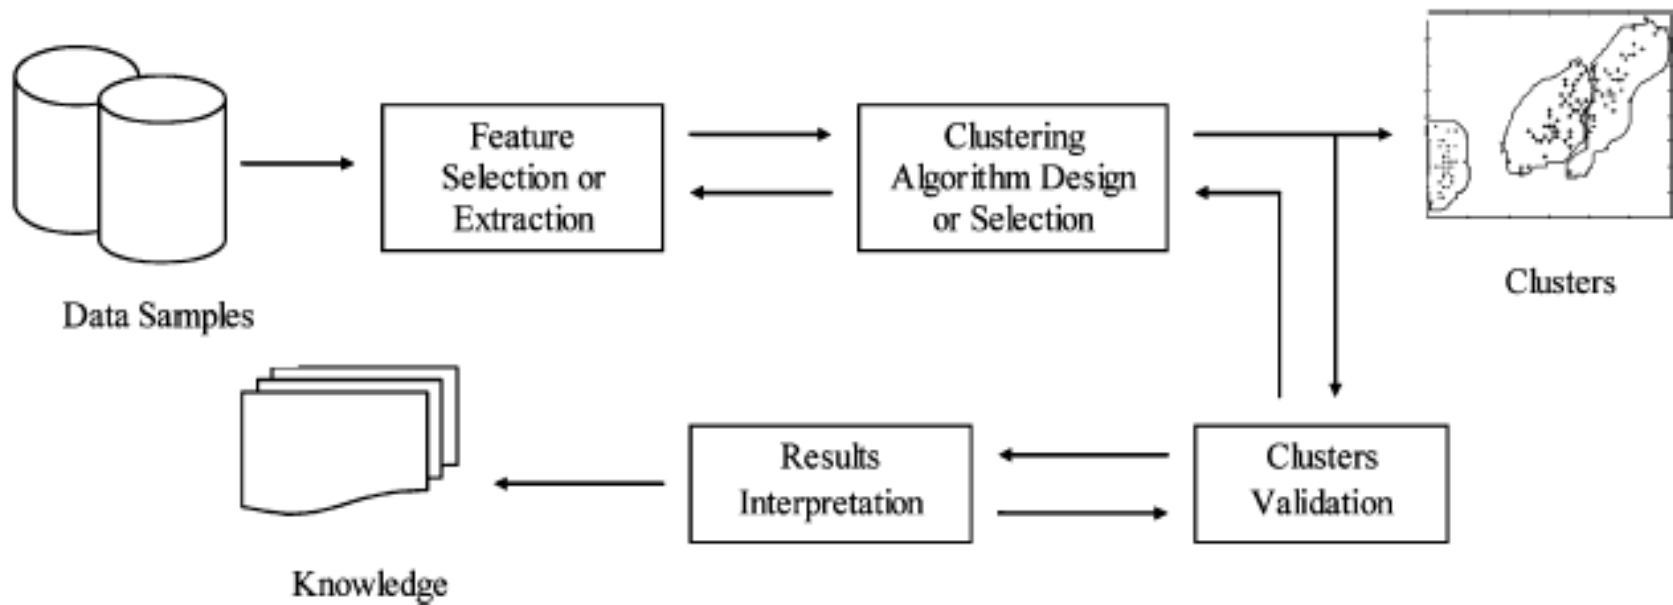 Data Samples
Feature
Selection or
Extraction
Clustering
Algorithm Design
or Selection
Clusters
Clusters
Validation
Results
Interpretation
Knowledge